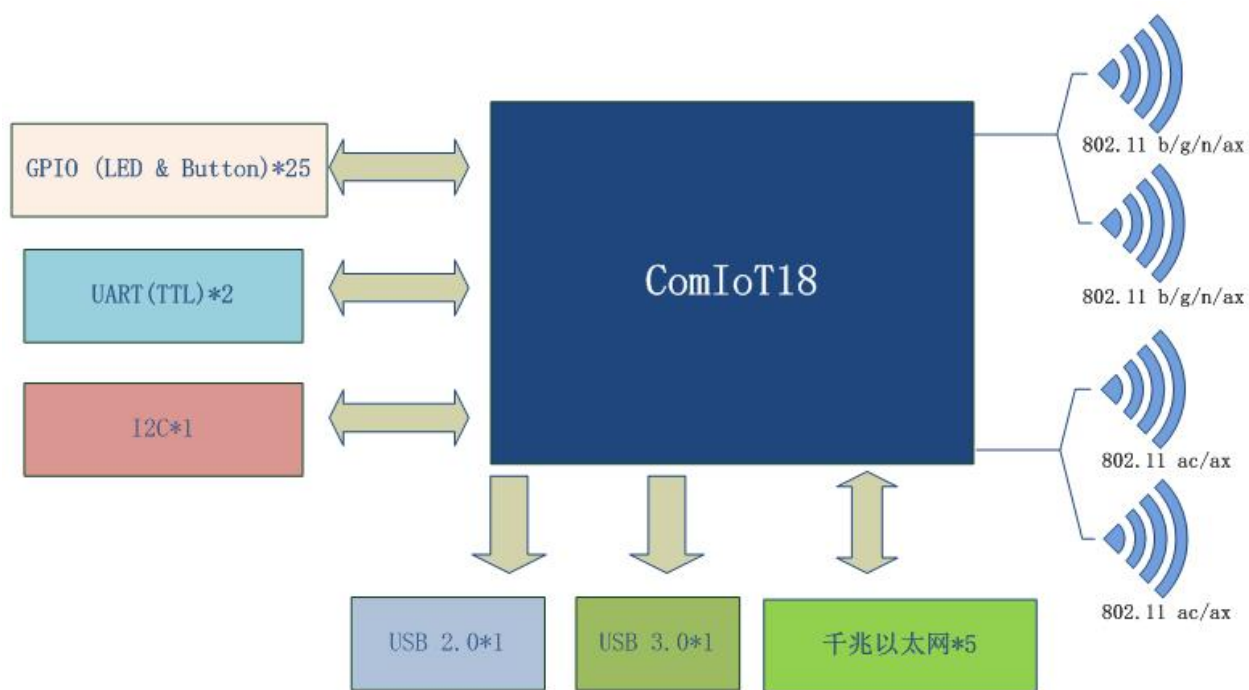 802.11 b/g/n/ax
GPIO (LED & Button)*25
UART(TTL)*2
ComIoT18
802.11 b/g/n/ax
I2C*1
802.11 ac/ax
802.11 ac/ax
USB 2.0*1
USB 3.0*1
千兆以太网*5